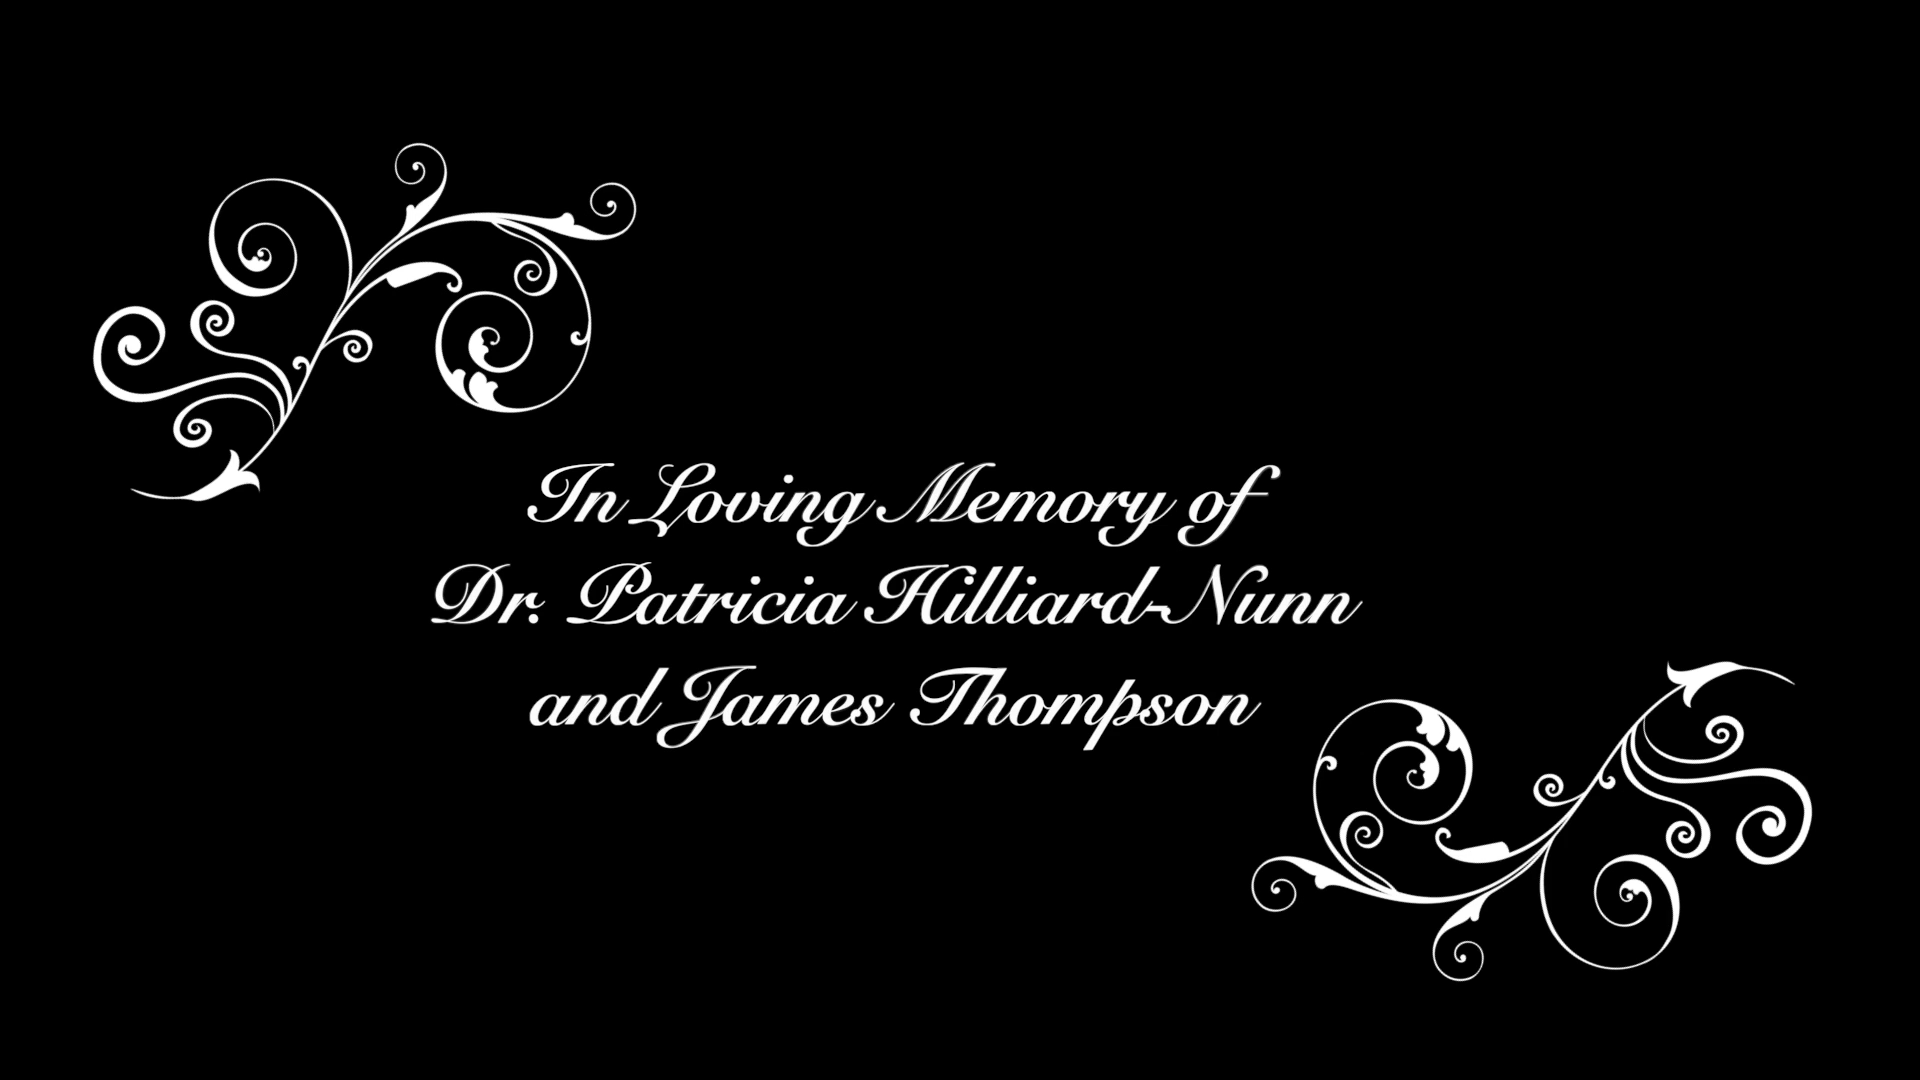 In Loving Memory of
Dr. Patricia Hilliard-Nunn
and James Thompson